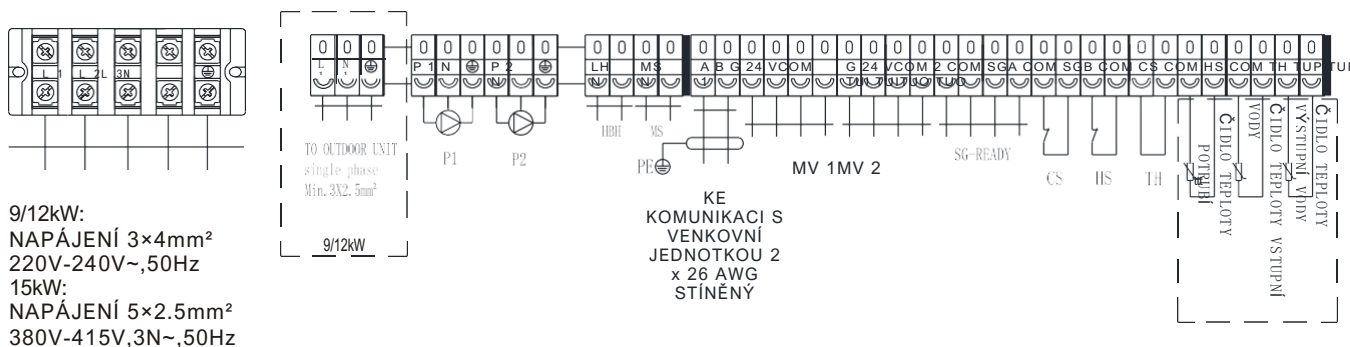 L 1 L 2L 3N
9/12kW:
NAPÁJENÍ 3×4mm²
220V-240V~,50Hz
15kW:
NAPÁJENÍ 5×2.5mm²
380V-415V,3N~,50Hz
L N
TO OUTDOOR UNIT
single phase
Min. 3X2.5mm²
9/12kW
P 1 N P 2
N
P1 P2
LH MS
N N
HBH MS
PE
A B G 24 VCOM G 24 VCOM 2 COM SGA COM SGB COM CS COM HS COM TH
1
KE
KOMUNIKACI S
VENKOVNÍ
JEDNOTKOU 2
x 26 AWG
STÍNĚNÝ
MV 1MV 2
SG-READY
CS HS TH
ČIDLO TEPLOTY
POTRUBÍ
ČIDLO TEPLOTY VSTUPNÍ
VODY
ČIDLO TEPLOTY
VÝSTUPNÍ VODY